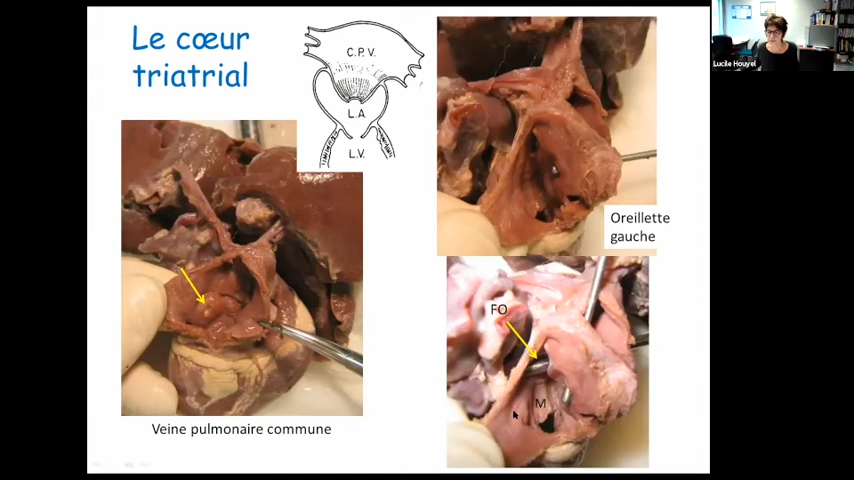 Le cœur
triatrial
C.P.V.
L.A.
L.V.
Oreillette
gauche
FO
M
Veine pulmonaire commune
Lucile Houyel